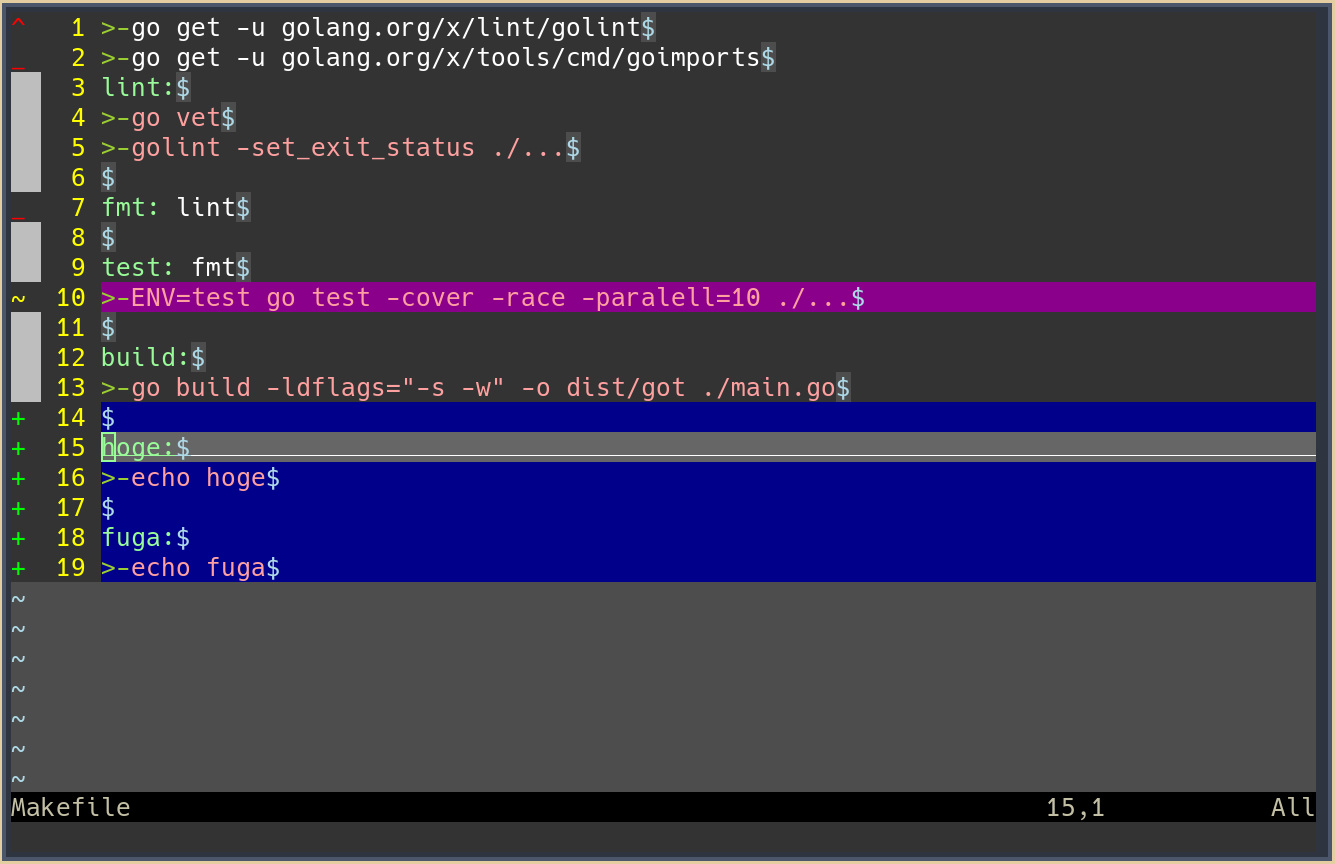 ^ 1 >-go get -u golang.org/x/lint/golint$
_ 2 >-go get -u golang.org/x/tools/cmd/goimports$
3 lint:$
4 >-go vet$
5 >-golint -set_exit_status ./...$
6 $
_ 7 fmt: lint$
8 $
9 test: fmt$
~ 10 >-ENV=test go test -cover -race -paralell=10 ./...$
11 $
12 build:$
13 >-go build -ldflags="-s -w" -o dist/got ./main.go$
+ 14 $
+ 15 hoge:$
+ 16 >-echo hoge$
+ 17 $
+ 18 fuga:$
+ 19 >-echo fuga$
~
~
~
~
~
~
~
Makefile 15,1 All